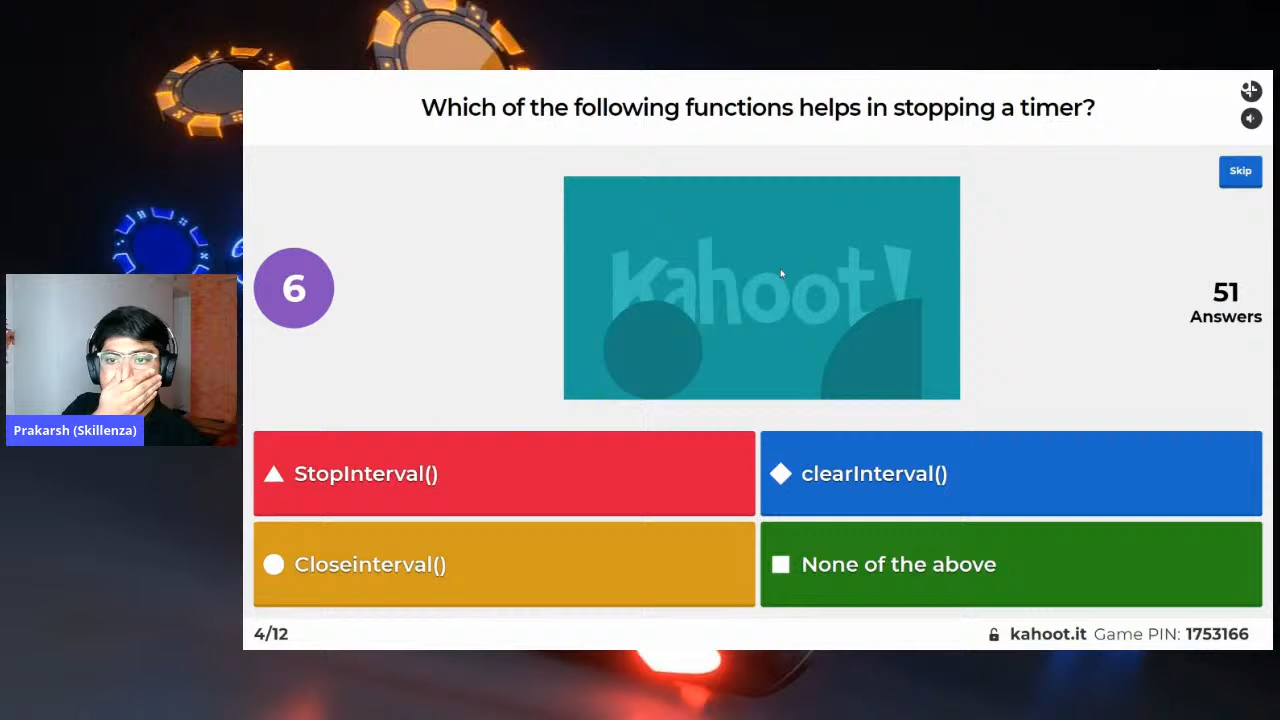 Which of the following functions helps in stopping a timer?
Skip
Kahoot!
6
51
Answers
Prakarsh (Skillenza)
StopInterval()
clearInterval()
Closeinterval()
None of the above
4/12
kahoot.it Game PIN: 1753166